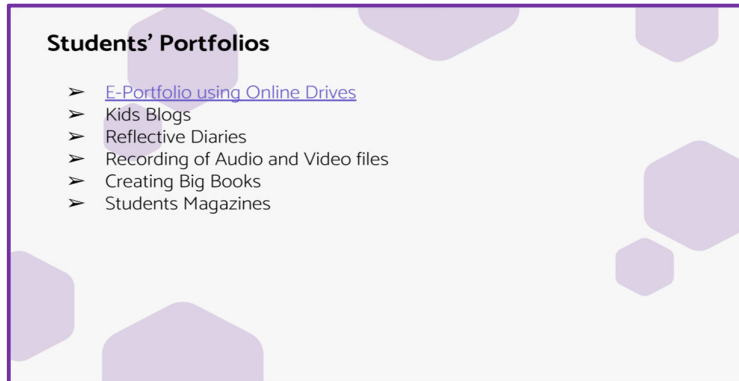 Students' Portfolios
➢ E-Portfolio using Online Drives
➢ Kids Blogs
➢ Reflective Diaries
➢ Recording of Audio and Video files
➢ Creating Big Books
➢ Students Magazines